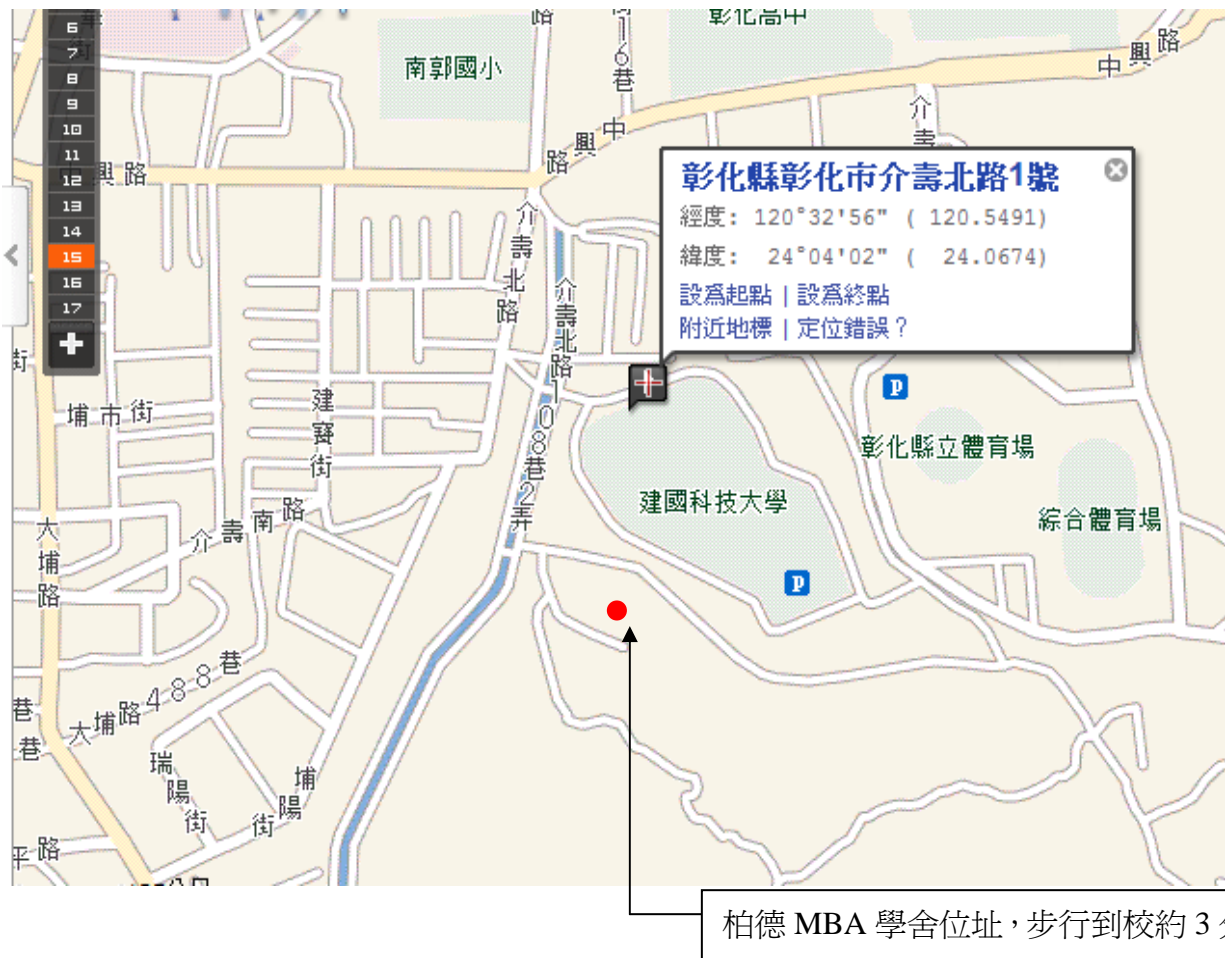 6
7
8
9
10
11
12
13
14
15
16
17
路
16巷
彰化高中
南郭國小
中興路
中興路
興路
街
介壽
彰化縣彰化市介壽北路1號
經度: 120°32'56" ( 120.5491)
緯度: 24°04'02" ( 24.0674)
設為起點 | 設為終點
附近地標 | 定位錯誤？
介壽北路
介壽北路108巷2弄
街
埔市街
建寶街
P
彰化縣立體育場
建國科技大學
綜合體育場
大埔路
介壽南路
P
大埔路488巷
巷
巷
瑞陽街
埔陽街
平路
柏德 MBA 學舍位址，步行到校約 3